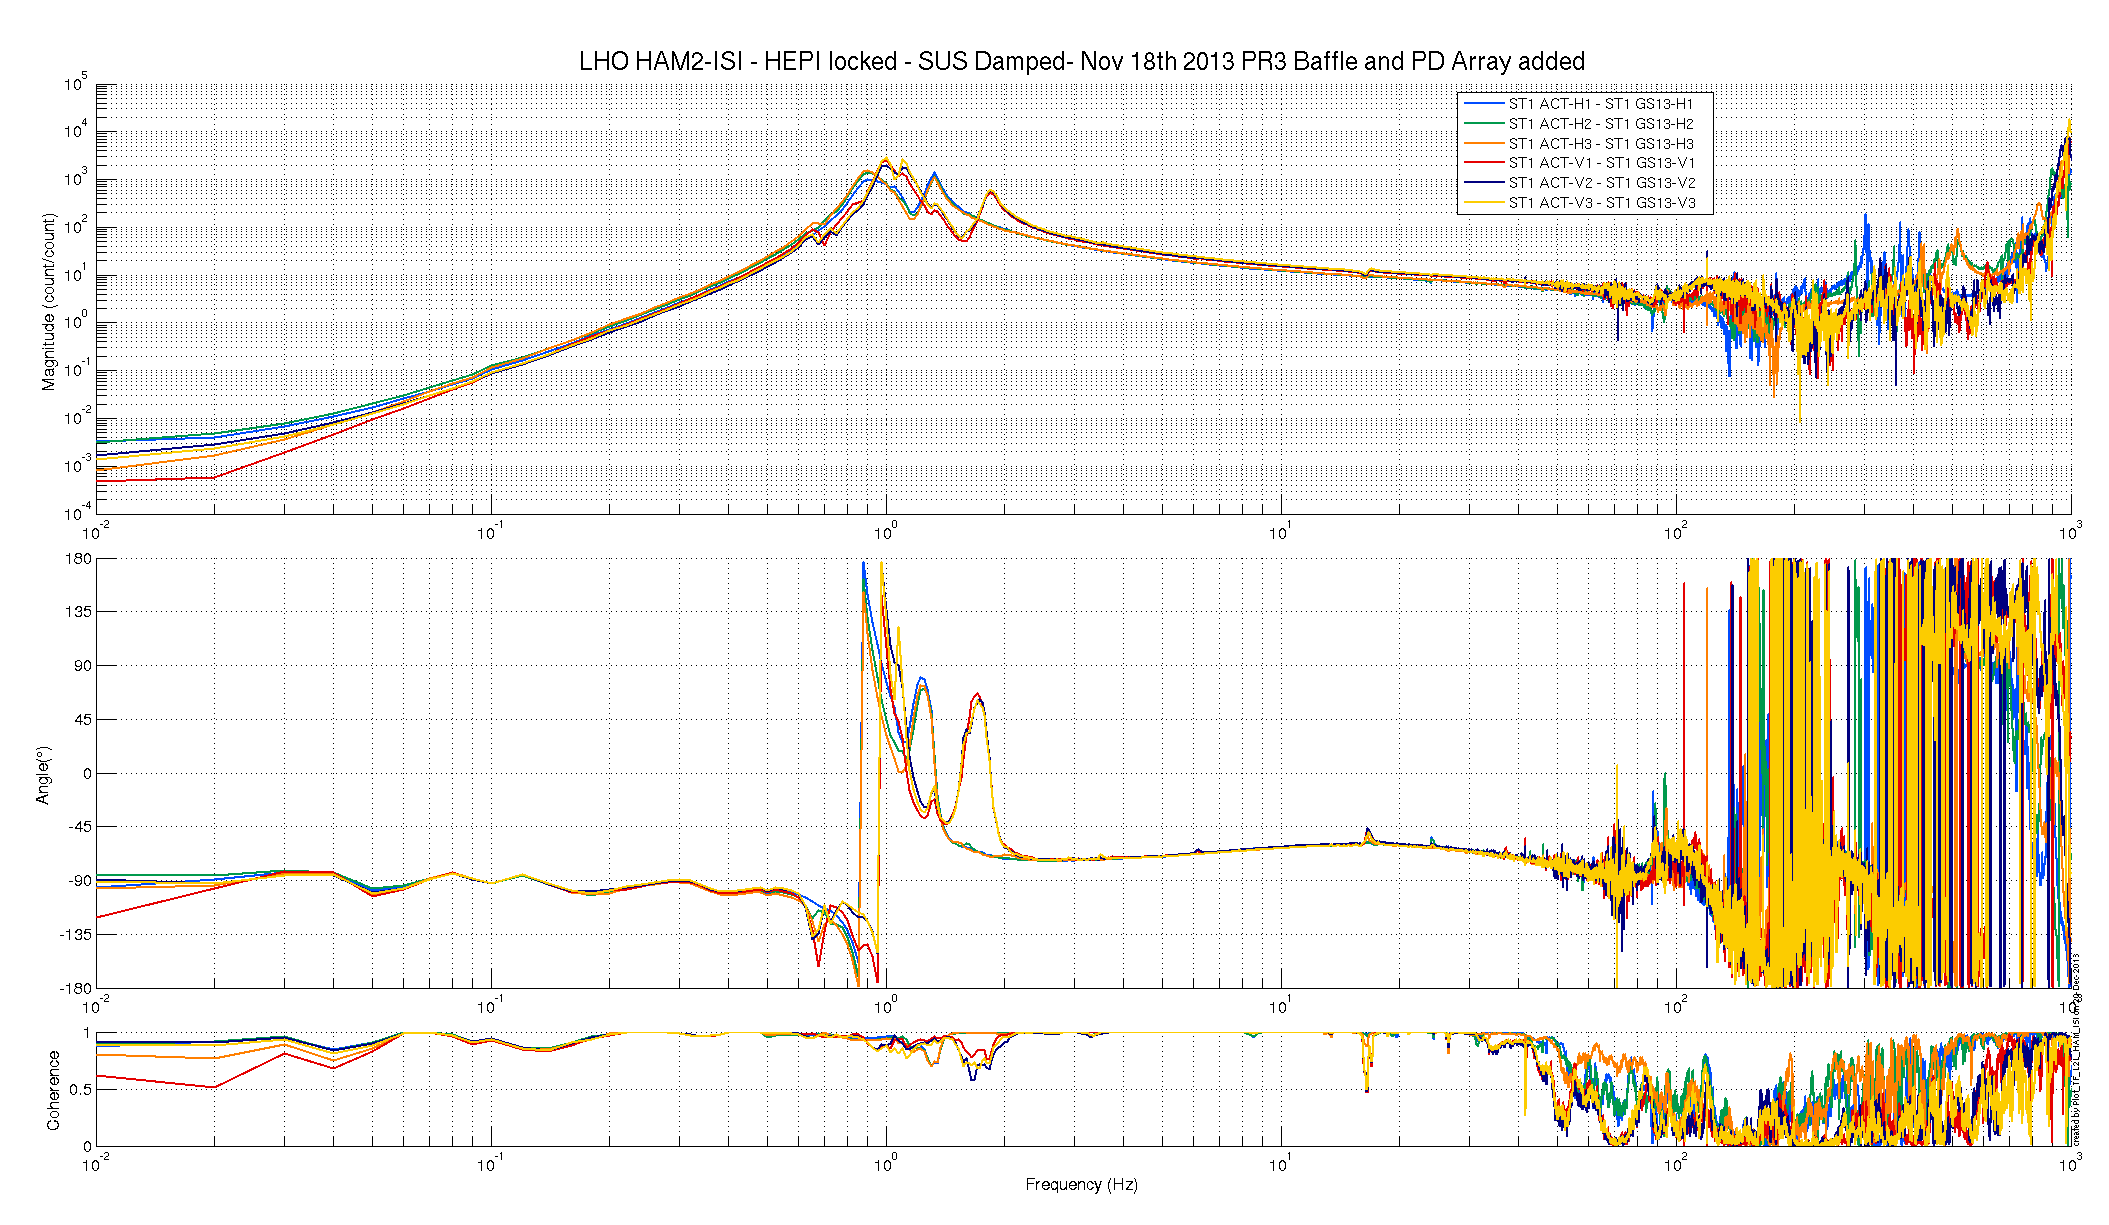 LHO HAM2-ISI - HEPI locked - SUS Damped- Nov 18th 2013 PR3 Baffle and PD Array added
ST1 ACT-H1 - ST1 GS13-H1
ST1 ACT-H2 - ST1 GS13-H2
ST1 ACT-H3 - ST1 GS13-H3
ST1 ACT-V1 - ST1 GS13-V1
ST1 ACT-V2 - ST1 GS13-V2
ST1 ACT-V3 - ST1 GS13-V3
Magnitude (count/count)
10^5
10^4
10^3
10^2
10^1
10^0
10^-1
10^-2
10^-3
10^-4
10^-2 10^-1 10^0 10^1 10^2 10^3
Angle(°)
180
135
90
45
0
-45
-90
-135
-180
10^-2 10^-1 10^0 10^1 10^2
Coherence
1
0.5
0
10^-2 10^-1 10^0 10^1 10^2 10^3
Frequency (Hz)
created by Plot_TF_L2L_HAM_ISI on Dec-2013